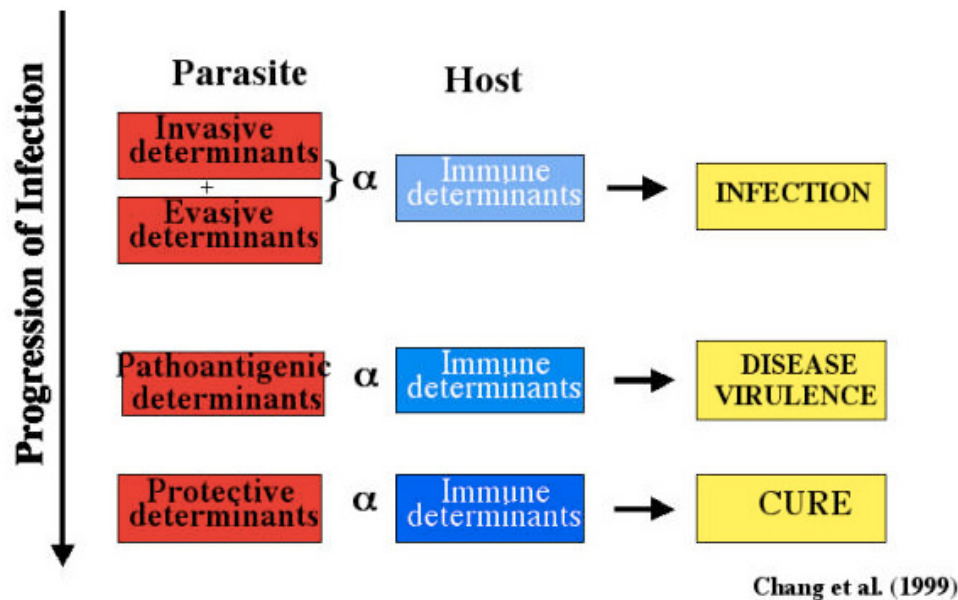 Progression of Infection
Parasite
Host
Invasive
determinants
+
Evasive
determinants
} α
Immune
determinants
INFECTION
Pathoantigenic
determinants
α
Immune
determinants
DISEASE
VIRULENCE
Protective
determinants
α
Immune
determinants
CURE
Chang et al. (1999)